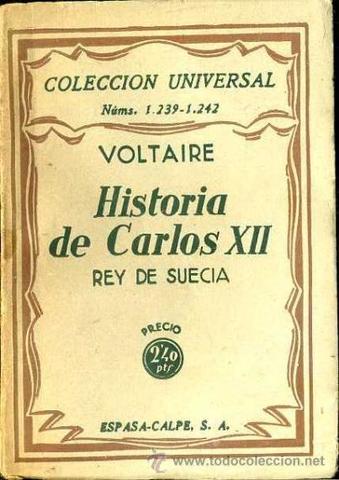 COLECCION UNIVERSAL
Núms. 1.239-1.242
VOLTAIRE
Historia
de Carlos XII
REY DE SUECIA
PRECIO
2'40
pts
ESPASA-CALPE, S. A.
www.todocoleccion.net